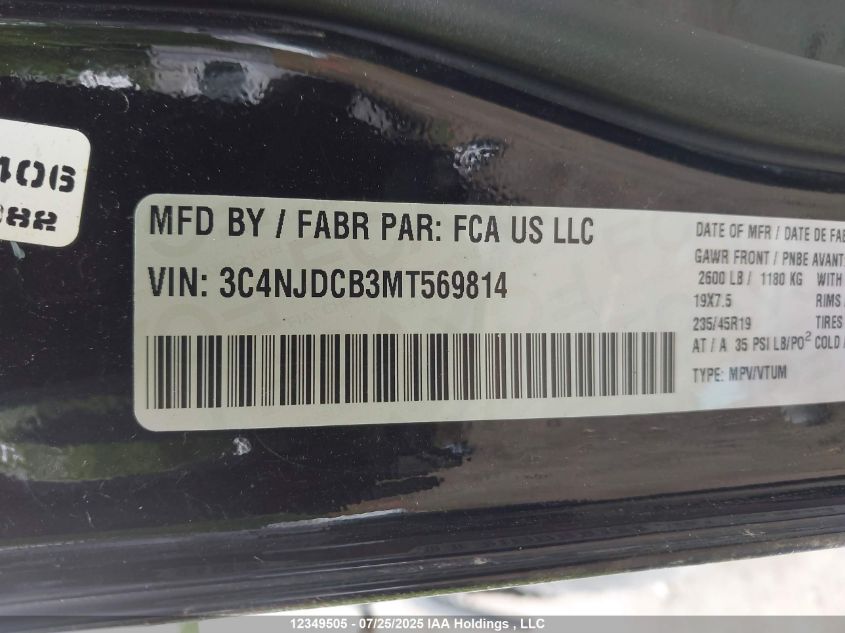 406
88
MFD BY / FABR PAR: FCA US LLC
VIN: 3C4NJDCB3MT569814
DATE OF MFR / DATE DE FAB
GAWR FRONT / PNBE AVANT
2600 LB / 1180 KG WITH
19X7.5 RIMS
235/45R19 TIRES
AT / A 35 PSI LB/PO² COLD /
TYPE: MPV/VTUM
12349505 - 07/25/2025 IAA Holdings , LLC